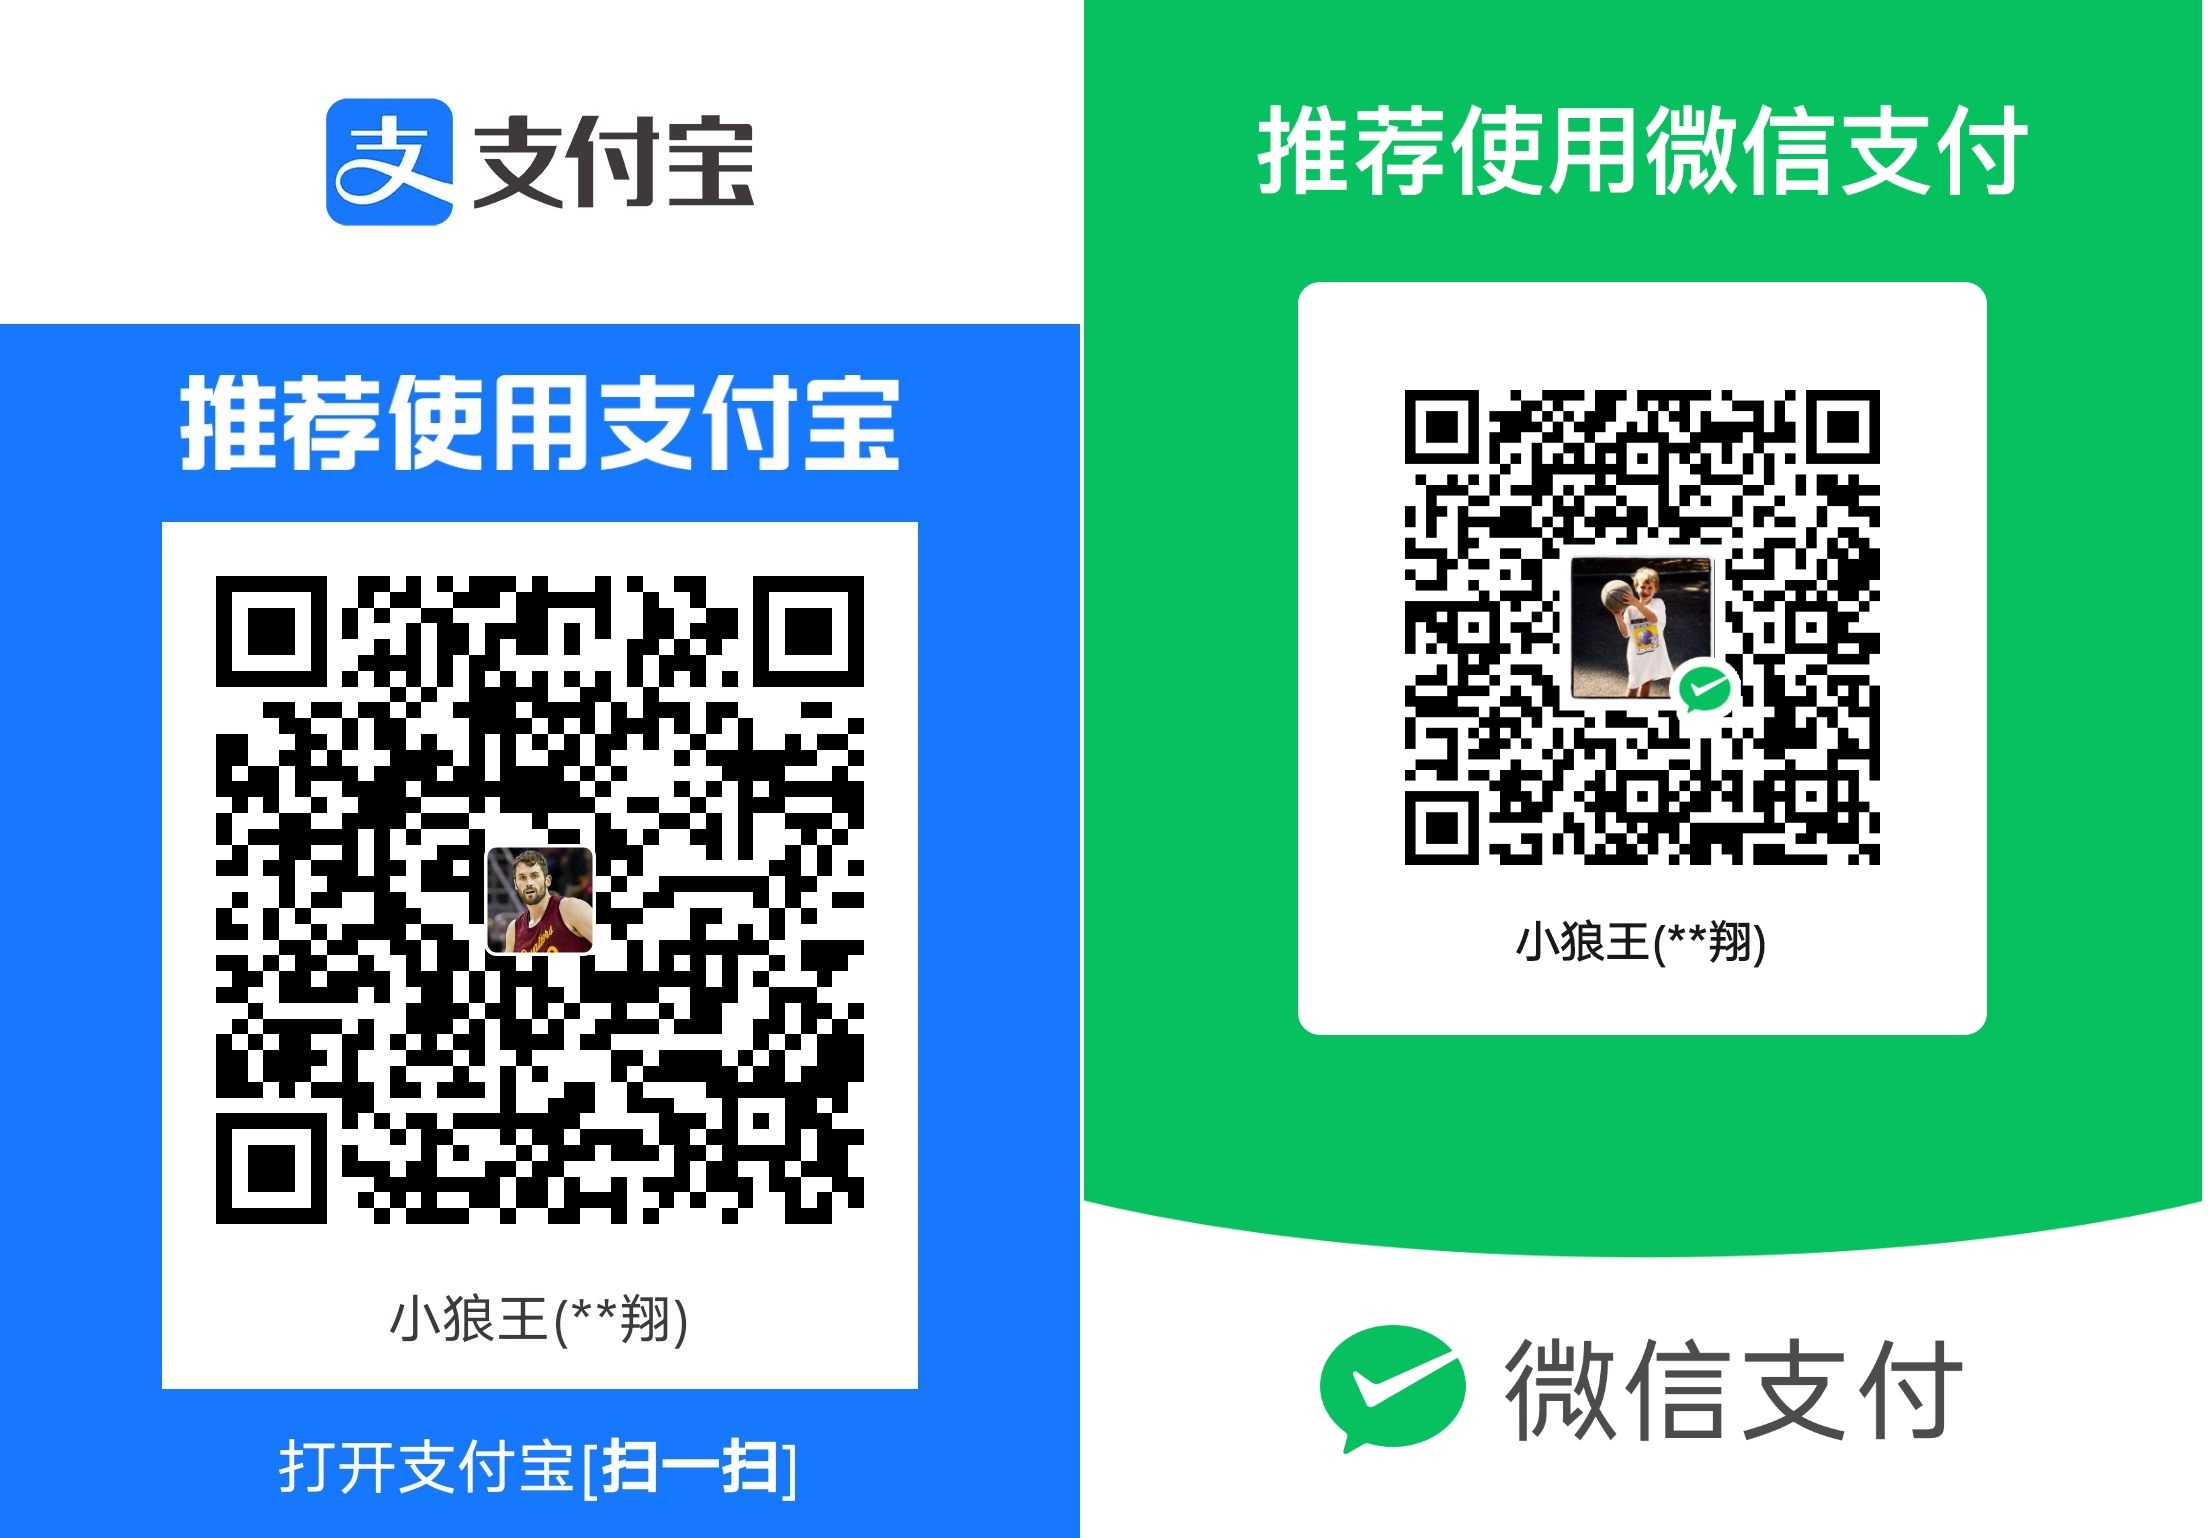 支 支付宝
推荐使用支付宝
小狼王(**翔)
打开支付宝[扫一扫]
推荐使用微信支付
小狼王(**翔)
微信支付